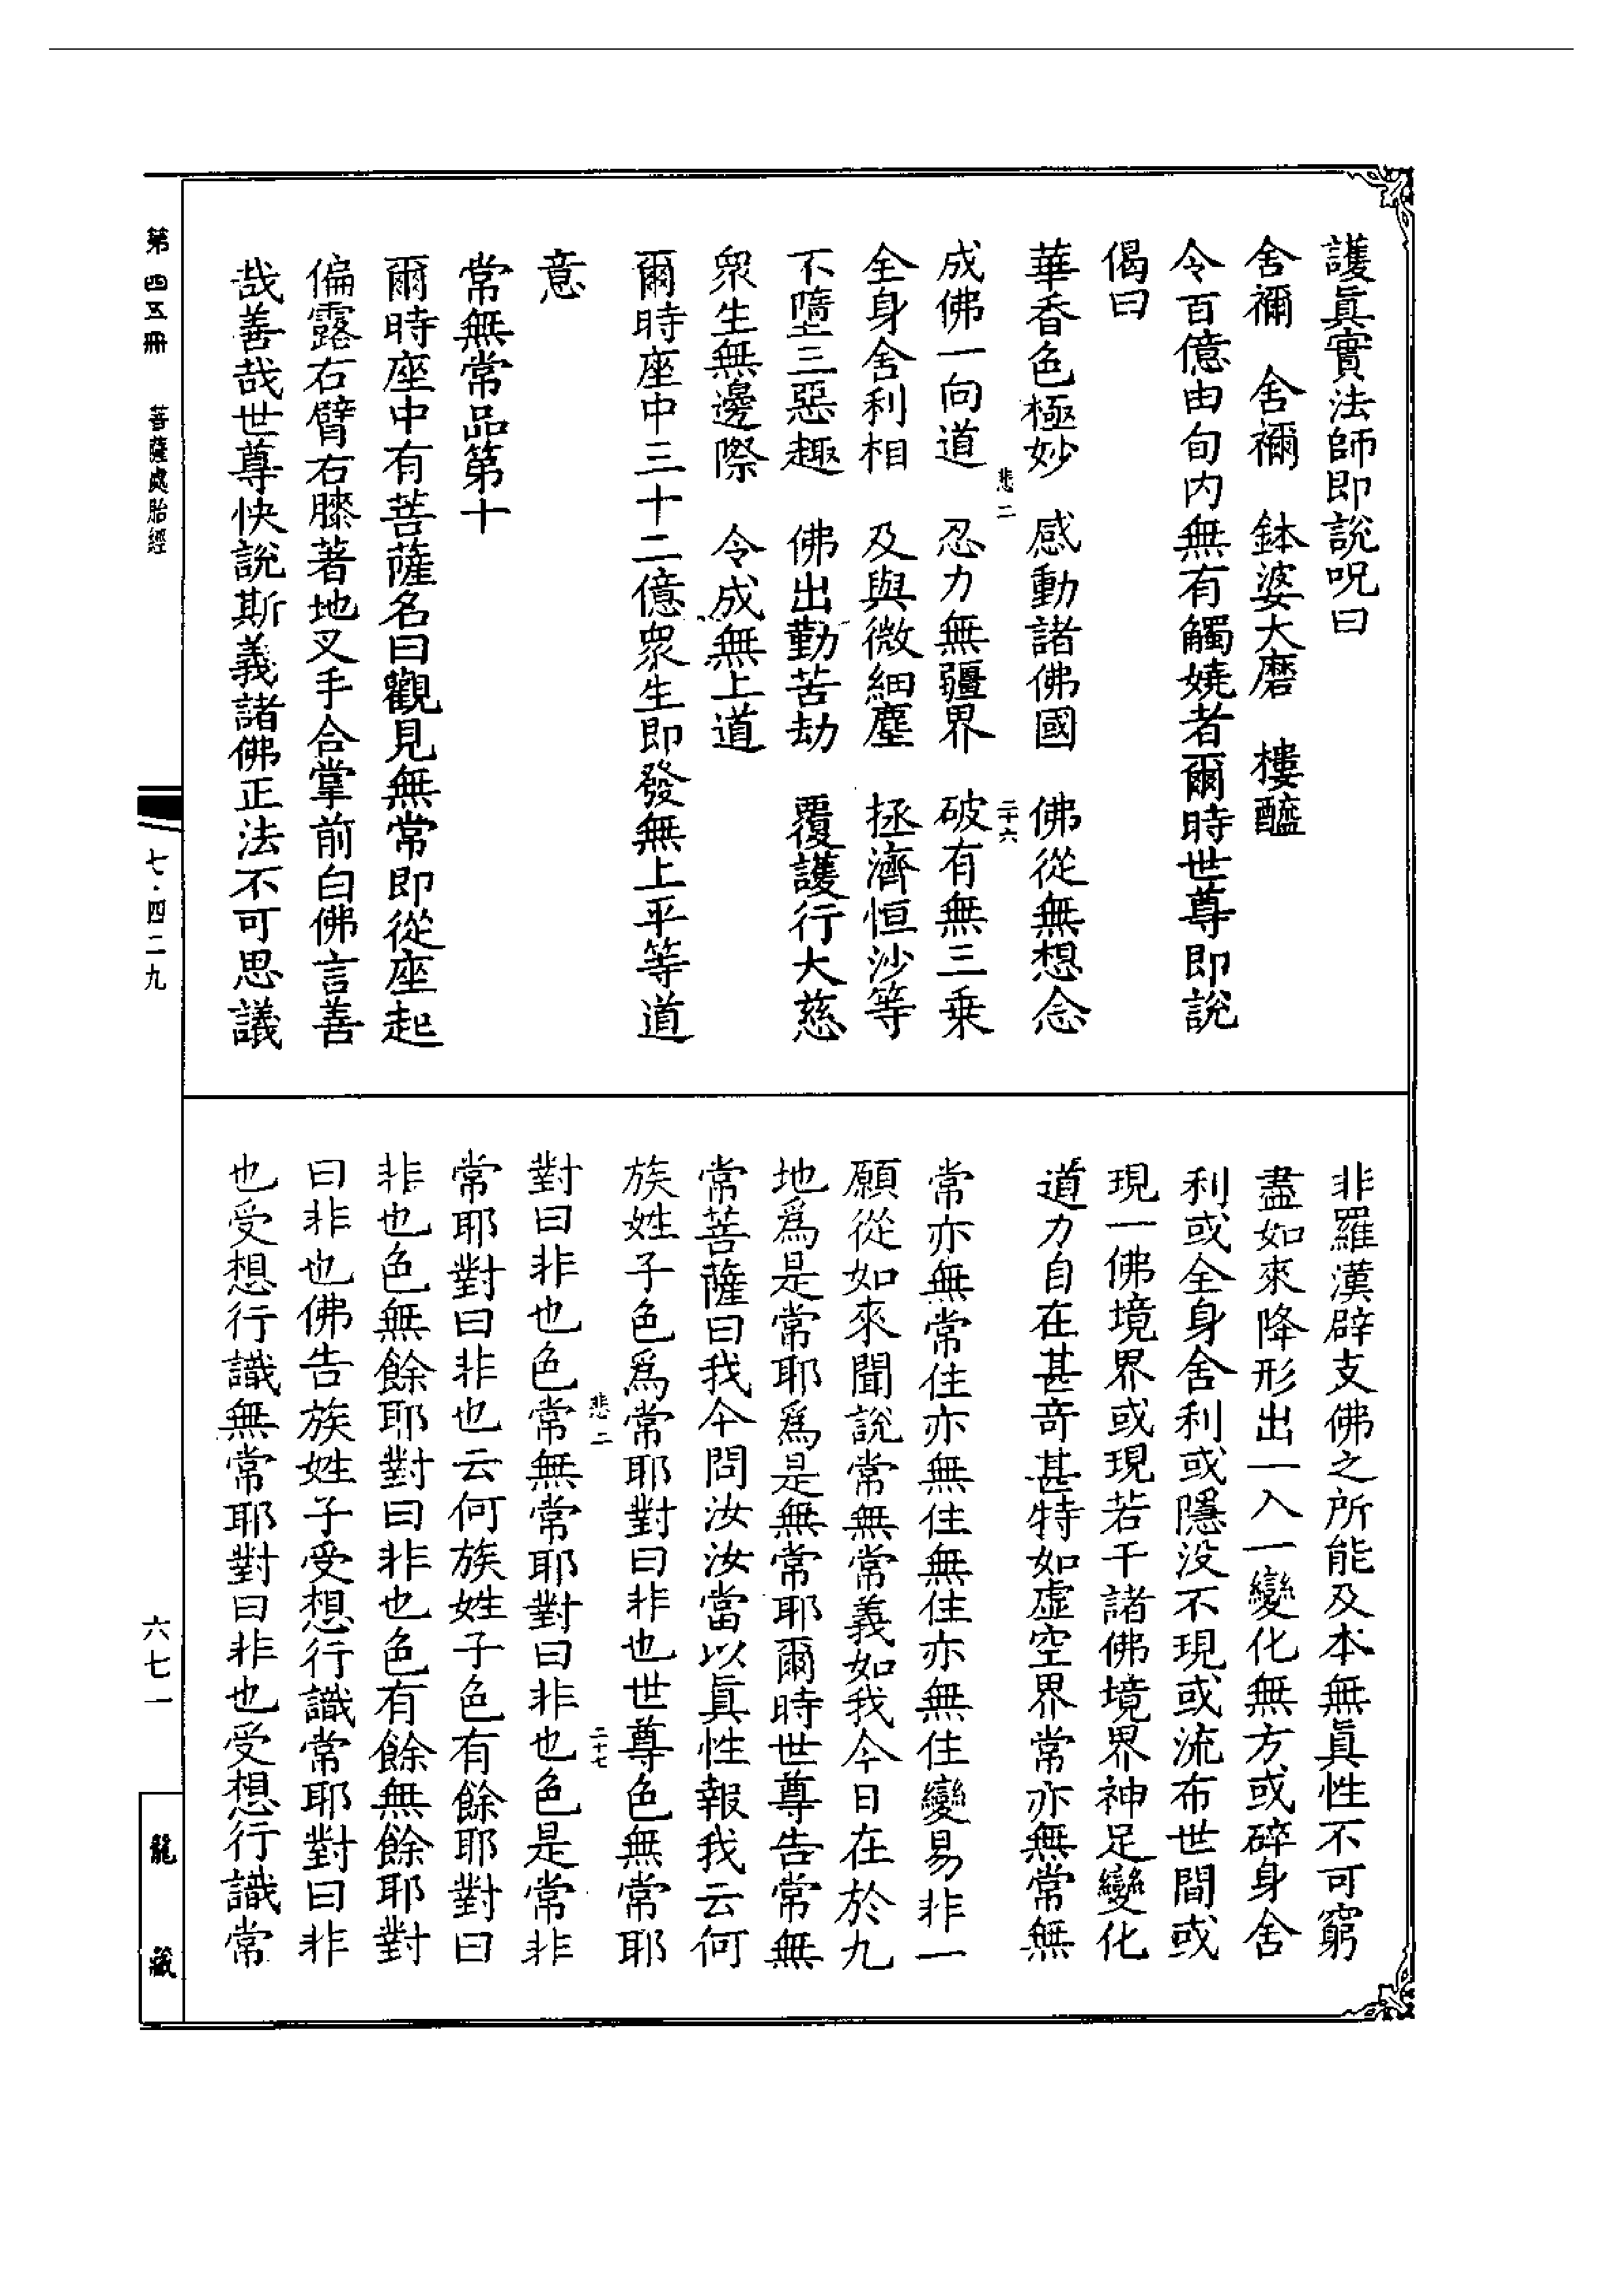 護眞實法師即說呪曰
舍禰　舍禰　鉢婆大磨　樓醯
令百億由旬內無有觸嬈者爾時世尊即說
偈曰
華香色極妙　感動諸佛國　佛從無想念
悲二　二十六
成佛一向道　忍力無疆界　破有無三乘
全身舍利相　及與微細塵　拯濟恒沙等
不墮三惡趣　佛出勤苦劫　覆護行大慈
眾生無邊際　令成無上道
爾時座中三十二億眾生即發無上平等道
意
常無常品第十
爾時座中有菩薩名曰觀見無常即從座起
偏露右臂右膝著地叉手合掌前白佛言善
哉善哉世尊快說斯義諸佛正法不可思議
非羅漢辟支佛之所能及本無眞性不可窮
盡如來降形出一入一變化無方或碎身舍
利或全身舍利或隱沒不現或流布世間或
現一佛境界或現若干諸佛境界神足變化
道力自在甚奇甚特如虛空界常亦無常無
常亦無常住亦無住無住亦無住變易非一
願從如來聞說常無常義如我今日在於九
地爲是常耶爲是無常耶爾時世尊告常無
常菩薩曰我今問汝汝當以眞性報我云何
族姓子色爲常耶對曰非也世尊色無常耶
悲二　二十七
對曰非也色常無常耶對曰非也色是常非
常耶對曰非也云何族姓子色有餘耶對曰
非也色無餘耶對曰非也色有餘無餘耶對
曰非也佛告族姓子受想行識常耶對曰非
也受想行識無常耶對曰非也受想行識常
第四五冊　菩薩處胎經　七·四二九　六七一　龍藏